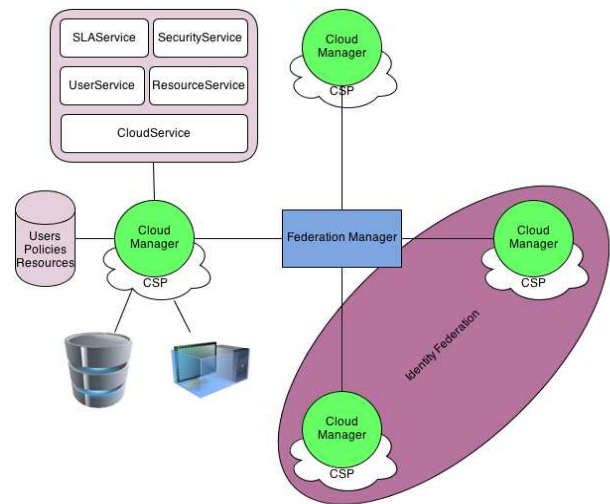 SLAService
SecurityService
UserService
ResourceService
CloudService
Cloud
Manager
CSP
Users
Policies
Resources
Cloud
Manager
CSP
Federation Manager
Cloud
Manager
CSP
Identity Federation
Cloud
Manager
CSP